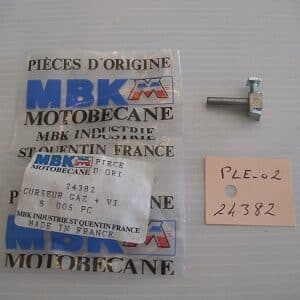 PIÈCES D'ORIGINE
MBK
MOTOBECANE
MBK INDUSTRIE
ST QUENTIN FRANCE
MBK
MOTOBECANE
PIECE
D'ORI
24382
CURSEUR GAZ + VI
S 005 PC
MBK INDUSTRIE ST QUENTIN FRANCE
MADE IN FRANCE
MOTOBECANE
PLE-02
24382